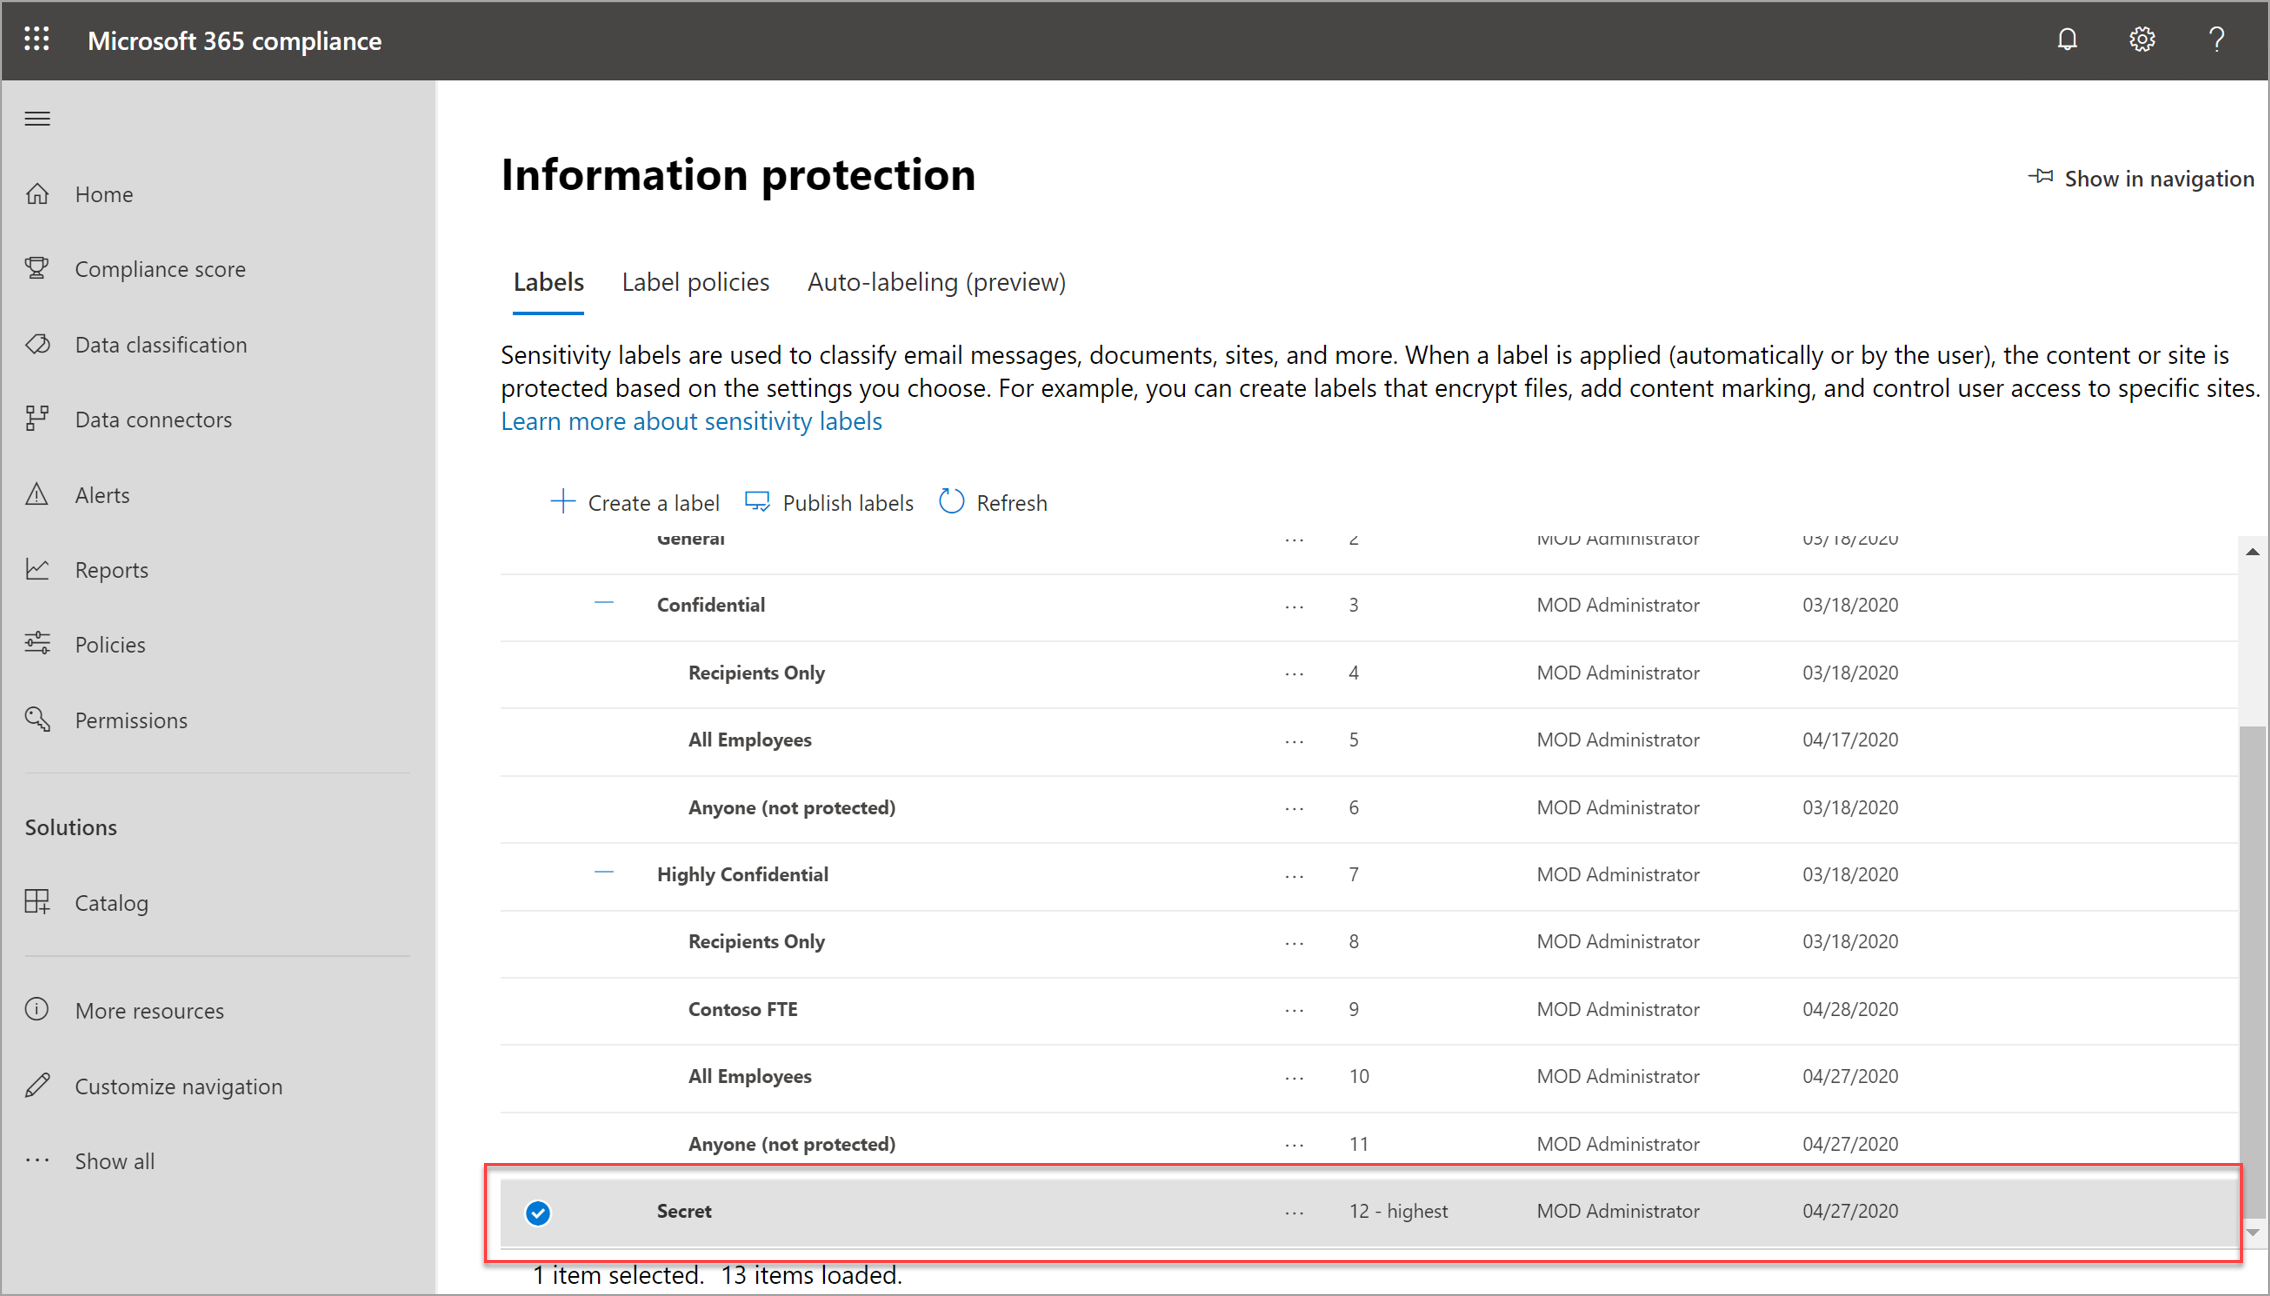 Microsoft 365 compliance
Home
Compliance score
Data classification
Data connectors
Alerts
Reports
Policies
Permissions
Solutions
Catalog
More resources
Customize navigation
Show all
Information protection
Show in navigation
Labels Label policies Auto-labeling (preview)
Sensitivity labels are used to classify email messages, documents, sites, and more. When a label is applied (automatically or by the user), the content or site is
protected based on the settings you choose. For example, you can create labels that encrypt files, add content marking, and control user access to specific sites.
Learn more about sensitivity labels
Create a label Publish labels Refresh
General ... 2 MOD Administrator 03/18/2020
Confidential ... 3 MOD Administrator 03/18/2020
Recipients Only ... 4 MOD Administrator 03/18/2020
All Employees ... 5 MOD Administrator 04/17/2020
Anyone (not protected) ... 6 MOD Administrator 03/18/2020
Highly Confidential ... 7 MOD Administrator 03/18/2020
Recipients Only ... 8 MOD Administrator 03/18/2020
Contoso FTE ... 9 MOD Administrator 04/28/2020
All Employees ... 10 MOD Administrator 04/27/2020
Anyone (not protected) ... 11 MOD Administrator 04/27/2020
Secret ... 12 - highest MOD Administrator 04/27/2020
1 item selected. 13 items loaded.